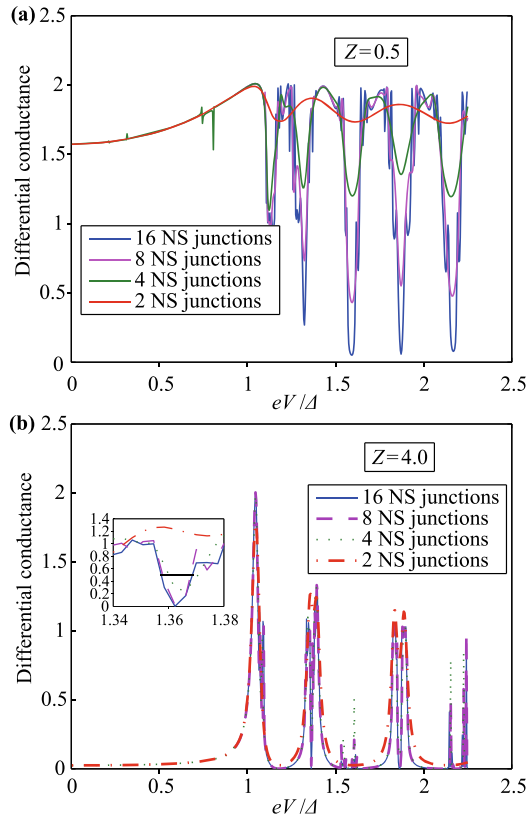 (a)
2.5
2
1.5
1
0.5
0
Differential conductance
Z=0.5
16 NS junctions
8 NS junctions
4 NS junctions
2 NS junctions
0 0.5 1 1.5 2 2.5
eV/Δ
(b)
2.5
2
1.5
1
0.5
0
Differential conductance
Z=4.0
16 NS junctions
8 NS junctions
4 NS junctions
2 NS junctions
1.4
1.2
1
0.8
0.6
0.4
0.2
0
1.34 1.36 1.38
0 0.5 1 1.5 2 2.5
eV/Δ